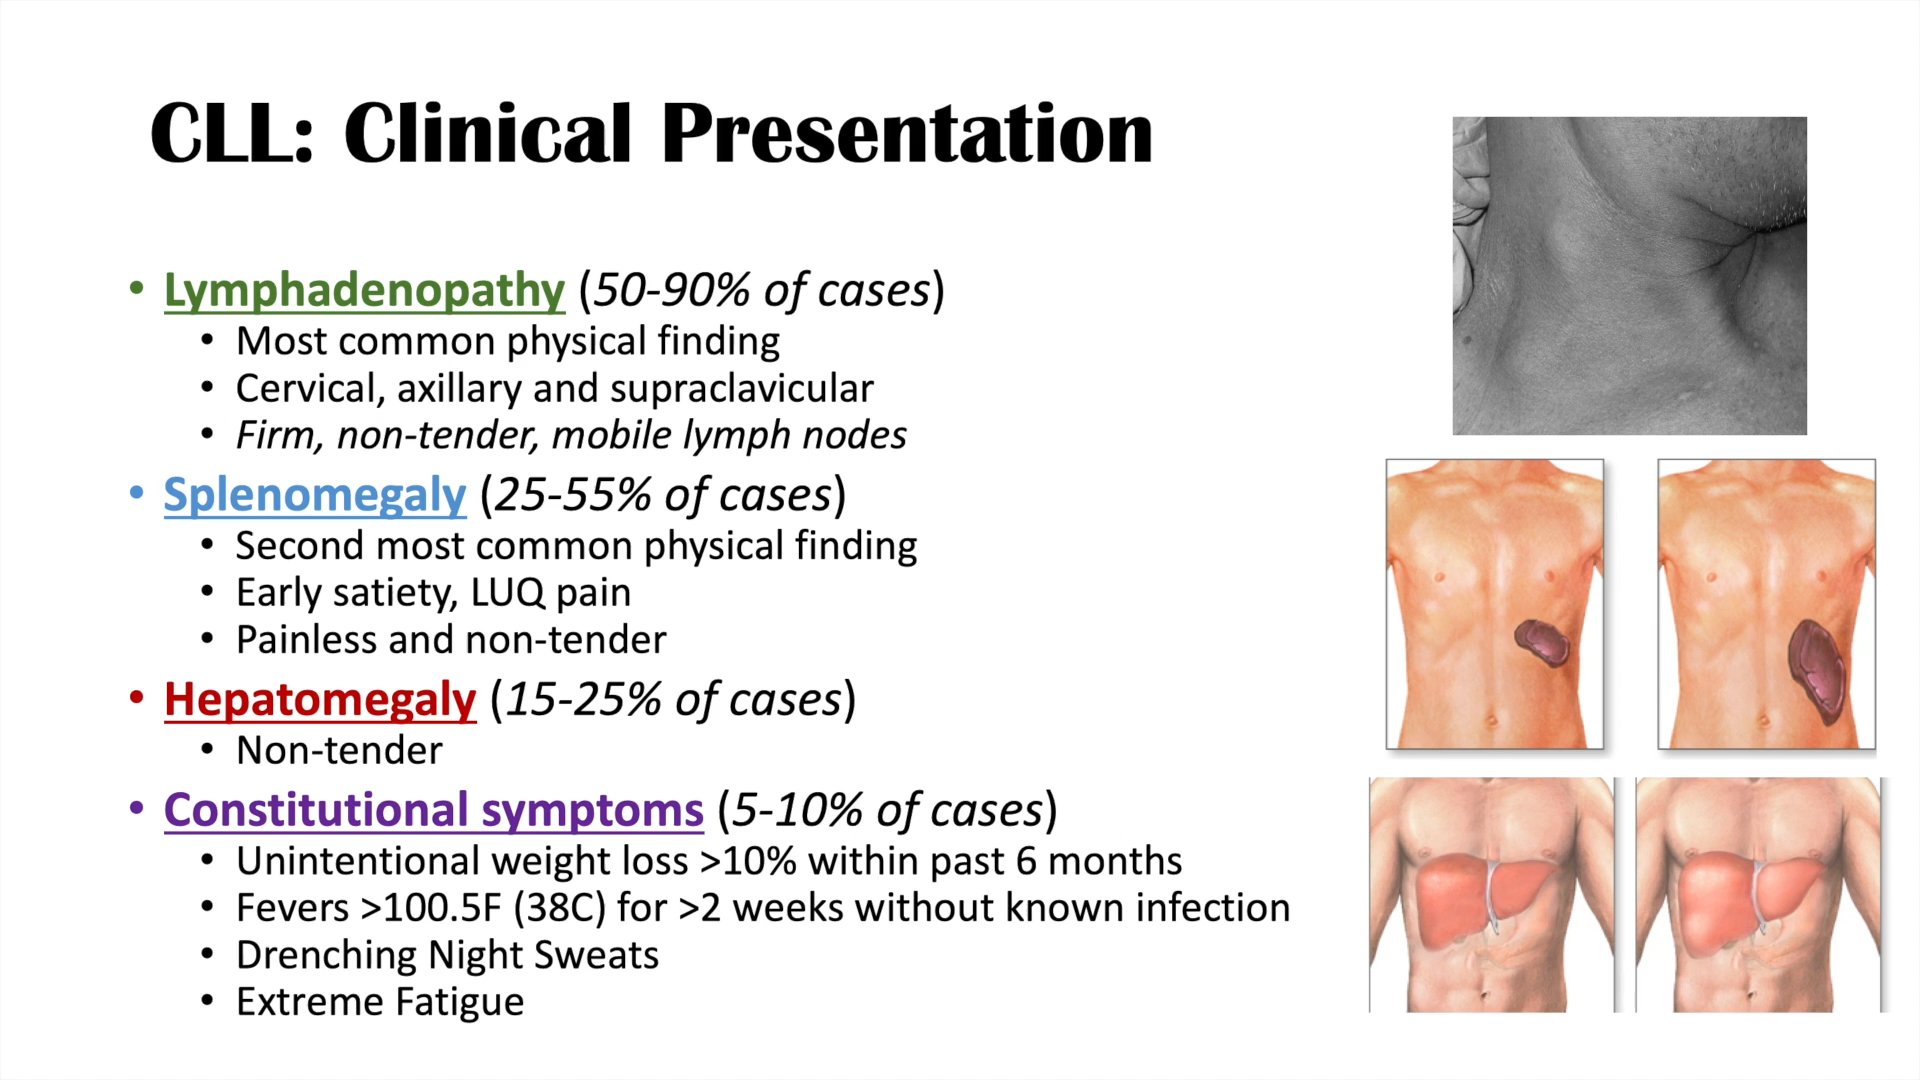 CLL: Clinical Presentation
• Lymphadenopathy (50-90% of cases)
• Most common physical finding
• Cervical, axillary and supraclavicular
• Firm, non-tender, mobile lymph nodes
• Splenomegaly (25-55% of cases)
• Second most common physical finding
• Early satiety, LUQ pain
• Painless and non-tender
• Hepatomegaly (15-25% of cases)
• Non-tender
• Constitutional symptoms (5-10% of cases)
• Unintentional weight loss >10% within past 6 months
• Fevers >100.5F (38C) for >2 weeks without known infection
• Drenching Night Sweats
• Extreme Fatigue